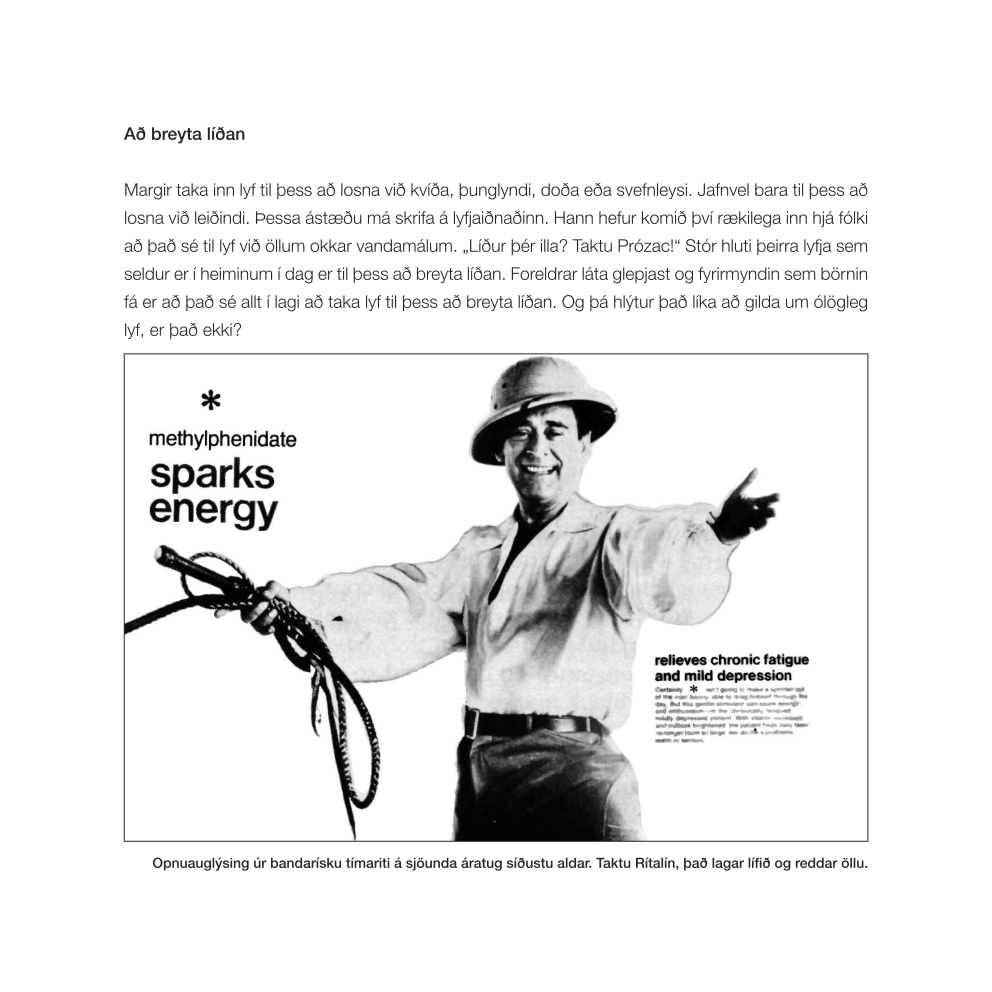 Að breyta líðan
Margir taka inn lyf til þess að losna við kvíða, þunglyndi, doða eða svefnleysi. Jafnvel bara til þess að
losna við leiðindi. Þessa ástæðu má skrifa á lyfjaiðnaðinn. Hann hefur komið því rækilega inn hjá fólki
að það sé til lyf við öllum okkar vandamálum. „Líður þér illa? Taktu Prózac!“ Stór hluti þeirra lyfja sem
seldur er í heiminum í dag er til þess að breyta líðan. Foreldrar láta glepjast og fyrirmyndin sem börnin
fá er að það sé allt í lagi að taka lyf til þess að breyta líðan. Og þá hlýtur það líka að gilda um ólögleg
lyf, er það ekki?
*
methylphenidate
sparks
energy
relieves chronic fatigue
and mild depression
Certainly * isn't going to make a
of the man barely able to drag himself through the
day. But this gentle stimulant can spark energy
and enthusiasm in the chronically fatigued,
mildly depressed patient. With vitality increased
and outlook brightened, the patient finds daily tasks
no longer loom so large nor do problems
seem so serious.
Opnuauglýsing úr bandarísku tímariti á sjöunda áratug síðustu aldar. Taktu Rítalín, það lagar lífið og reddar öllu.